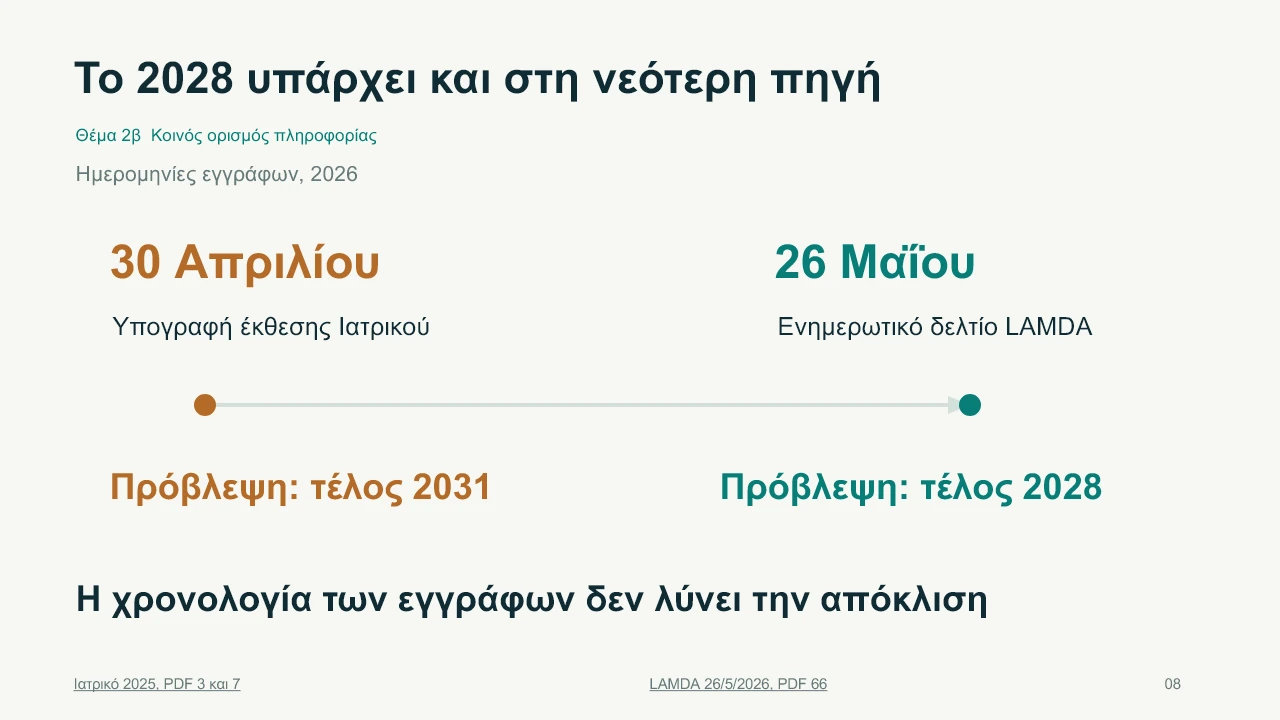 Το 2028 υπάρχει και στη νεότερη πηγή
Θέμα 2β  Κοινός ορισμός πληροφορίας
Ημερομηνίες εγγράφων, 2026
30 Απριλίου
26 Μαΐου
Υπογραφή έκθεσης Ιατρικού
Ενημερωτικό δελτίο LAMDA
Πρόβλεψη: τέλος 2031
Πρόβλεψη: τέλος 2028
Η χρονολογία των εγγράφων δεν λύνει την απόκλιση
Ιατρικό 2025, PDF 3 και 7
LAMDA 26/5/2026, PDF 66
08